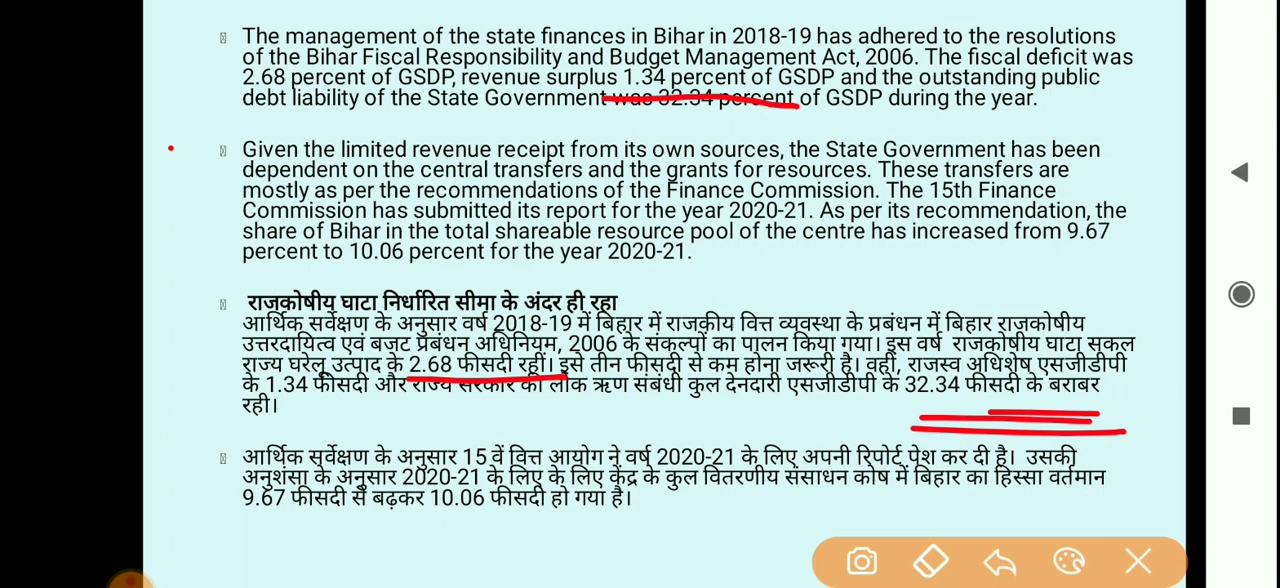 The management of the state finances in Bihar in 2018-19 has adhered to the resolutions
of the Bihar Fiscal Responsibility and Budget Management Act, 2006. The fiscal deficit was
2.68 percent of GSDP, revenue surplus 1.34 percent of GSDP and the outstanding public
debt liability of the State Government was 32.34 percent of GSDP during the year.
Given the limited revenue receipt from its own sources, the State Government has been
dependent on the central transfers and the grants for resources. These transfers are
mostly as per the recommendations of the Finance Commission. The 15th Finance
Commission has submitted its report for the year 2020-21. As per its recommendation, the
share of Bihar in the total shareable resource pool of the centre has increased from 9.67
percent to 10.06 percent for the year 2020-21.
राजकोषीय घाटा निर्धारित सीमा के अंदर ही रहा
आर्थिक सर्वेक्षण के अनुसार वर्ष 2018-19 में बिहार में राजकीय वित्त व्यवस्था के प्रबंधन में बिहार राजकोषीय
उत्तरदायित्व एवं बजट प्रबंधन अधिनियम, 2006 के संकल्पों का पालन किया गया। इस वर्ष राजकोषीय घाटा सकल
राज्य घरेलू उत्पाद के 2.68 फीसदी रहीं। इसे तीन फीसदी से कम होना जरूरी है। वहीं, राजस्व अधिशेष एसजीडीपी
के 1.34 फीसदी और राज्य सरकार की लोक ऋण संबंधी कुल देनदारी एसजीडीपी के 32.34 फीसदी के बराबर
रही।
आर्थिक सर्वेक्षण के अनुसार 15 वें वित्त आयोग ने वर्ष 2020-21 के लिए अपनी रिपोर्ट पेश कर दी है। उसकी
अनुशंसा के अनुसार 2020-21 के लिए के लिए केंद्र के कुल वितरणीय संसाधन कोष में बिहार का हिस्सा वर्तमान
9.67 फीसदी से बढ़कर 10.06 फीसदी हो गया है।